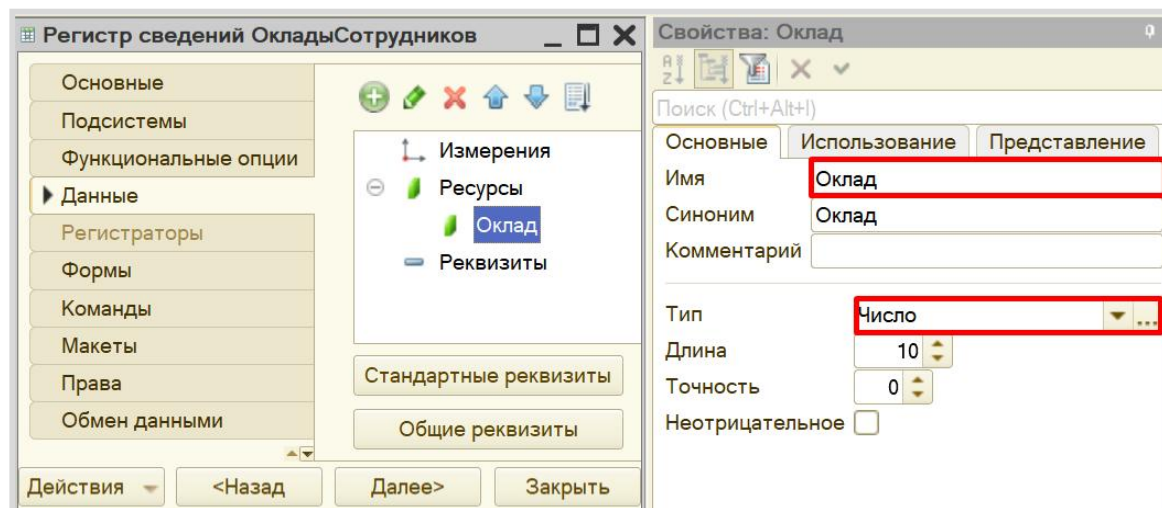 Регистр сведений ОкладыСотрудников
Основные
Подсистемы
Функциональные опции
Данные
Регистраторы
Формы
Команды
Макеты
Права
Обмен данными
Измерения
Ресурсы
Оклад
Реквизиты
Стандартные реквизиты
Общие реквизиты
Действия <Назад Далее> Закрыть
Свойства: Оклад
Поиск (Ctrl+Alt+I)
Основные Использование Представление
Имя Оклад
Синоним Оклад
Комментарий
Тип Число ...
Длина 10
Точность 0
Неотрицательное